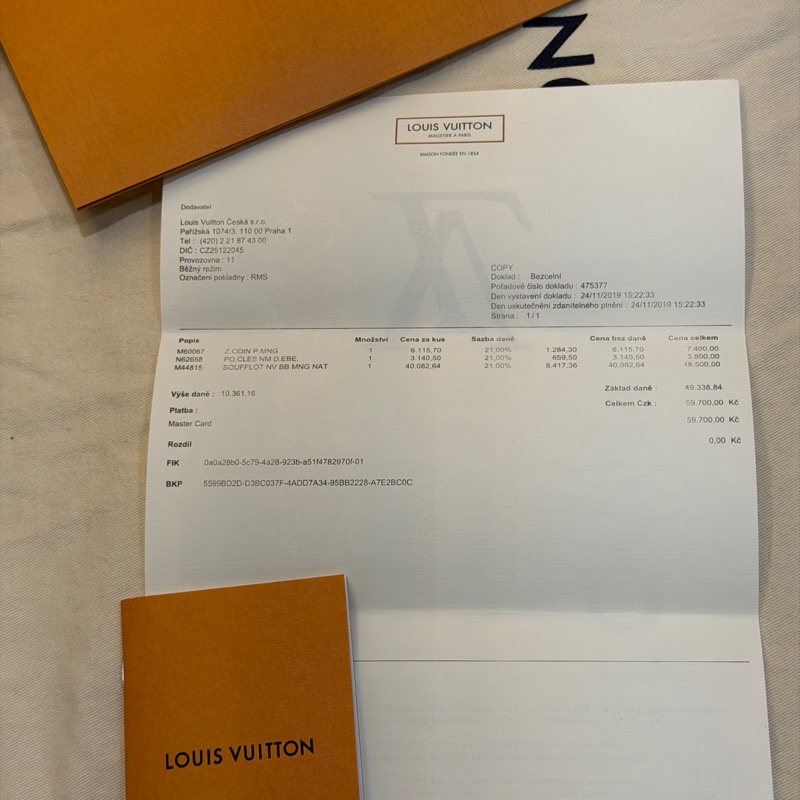 NO
LOUIS VUITTON
MALLETIER A PARIS
MAISON FONDÉE EN 1854
Dodavatel
Louis Vuitton Česká s.r.o.
Pařížská 1074/3, 110 00 Praha 1
Tel : (420) 2 21 87 43 00
DIČ : CZ25122045
Provozovna : 11
Běžný režim
Označení pokladny : RMS
COPY
Doklad : Bezcelní
Pořadové číslo dokladu : 475377
Den vystavení dokladu : 24/11/2019 15:22:33
Den uskutečnění zdanitelného plnění : 24/11/2019 15:22:33
Strana : 1 / 1
Popis Množství Cena za kus Sazba daně Cena bez daně Cena celkem
M60067 Z.COIN P MNG 1 6.115,70 21,00% 1.284,30 6.115,70 7.400,00
N62658 PO.CLES NM D.EBE. 1 3.140,50 21,00% 659,50 3.140,50 3.800,00
M44815 SOUFFLOT NV BB MNG NAT 1 40.082,64 21,00% 8.417,36 40.082,64 48.500,00
Výše daně : 10.361,16 Základ daně : 49.338,84
Platba : Celkem Czk : 59.700,00 Kč
Master Card 59.700,00 Kč
Rozdíl 0,00 Kč
FIK 0a0a28b0-5c79-4a28-923b-a51f4782970f-01
BKP 5599BD2D-D3BC037F-4ADD7A34-95BB2228-A7E2BC0C
LOUIS VUITTON